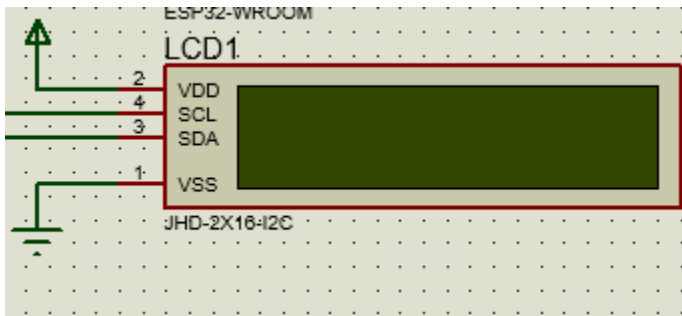 ESP32-WROOM
LCD1
2
VDD
4
SCL
3
SDA
1
VSS
JHD-2X16-I2C